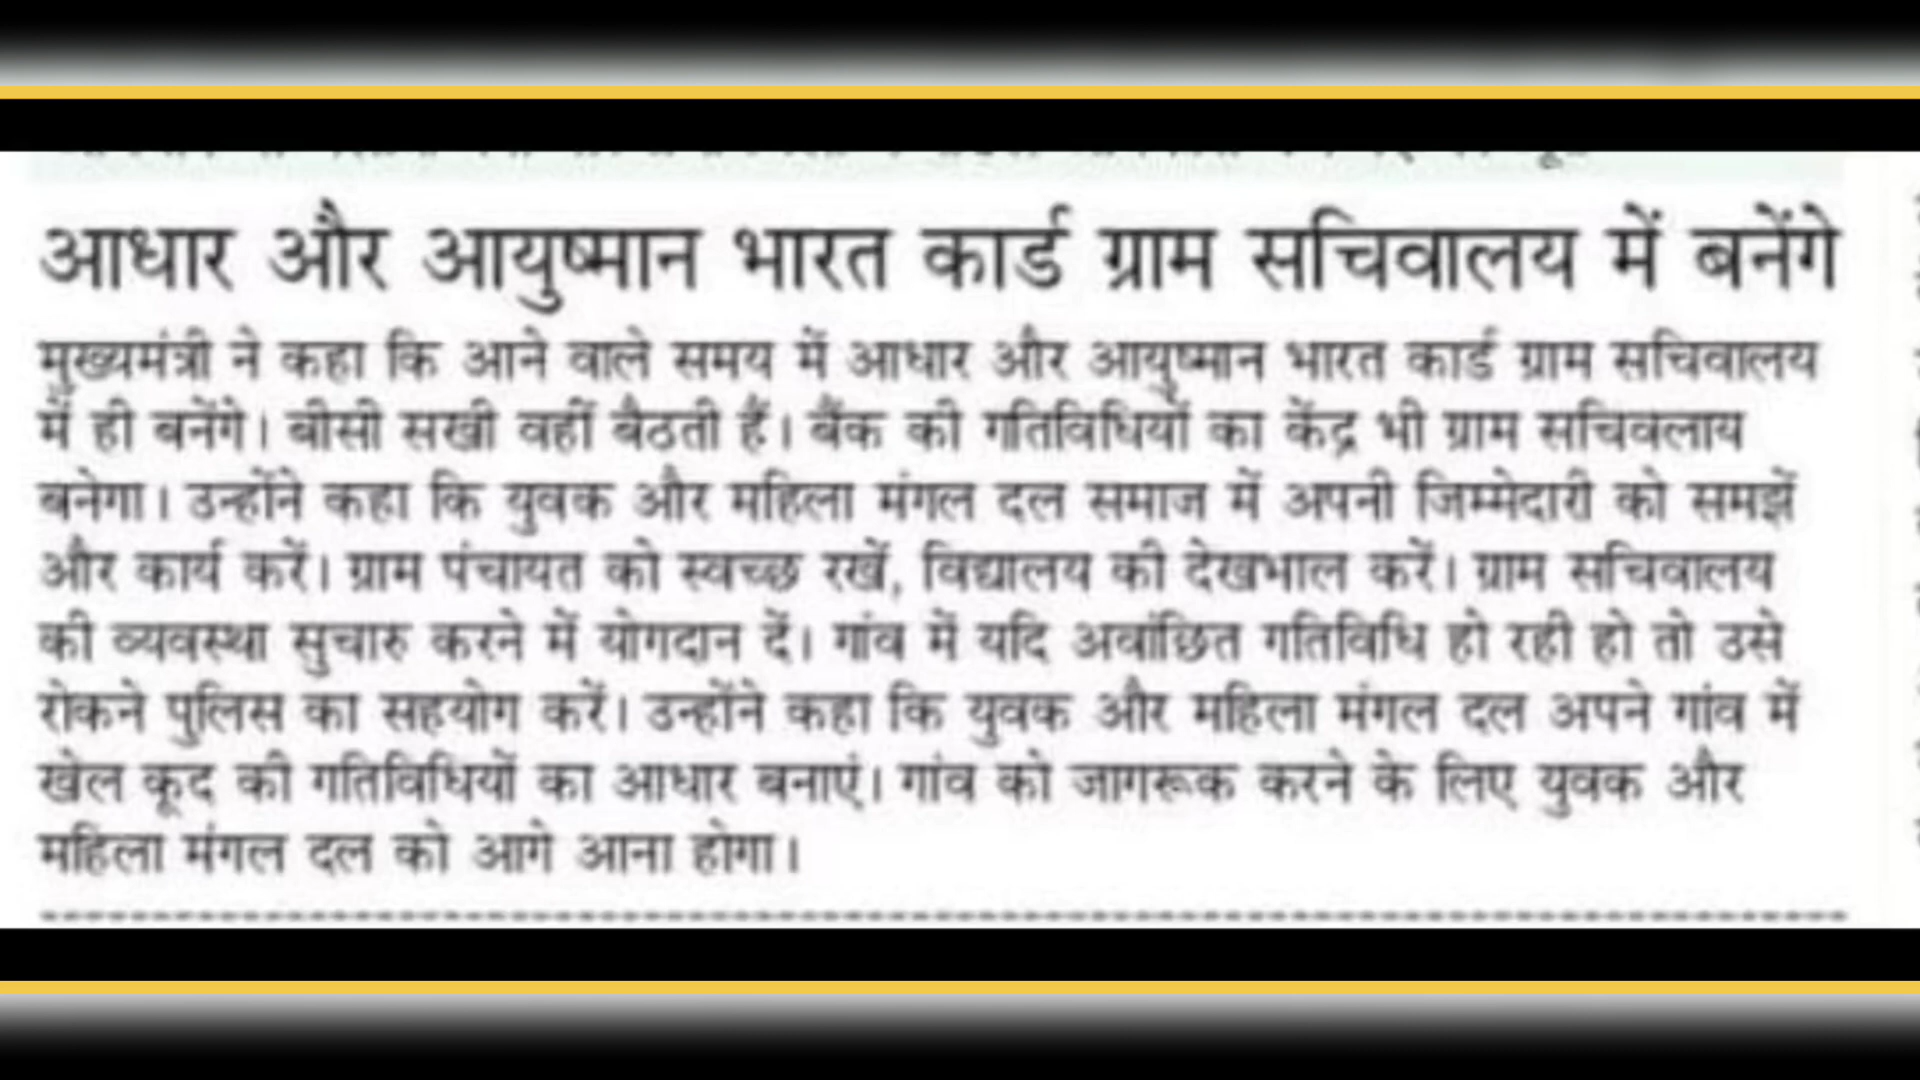 आधार और आयुष्मान भारत कार्ड ग्राम सचिवालय में बनेंगे
मुख्यमंत्री ने कहा कि आने वाले समय में आधार और आयुष्मान भारत कार्ड ग्राम सचिवालय
में ही बनेंगे। बीसी सखी वहीं बैठती हैं। बैंक की गतिविधियों का केंद्र भी ग्राम सचिवलाय
बनेगा। उन्होंने कहा कि युवक और महिला मंगल दल समाज में अपनी जिम्मेदारी को समझें
और कार्य करें। ग्राम पंचायत को स्वच्छ रखें, विद्यालय की देखभाल करें। ग्राम सचिवालय
की व्यवस्था सुचारु करने में योगदान दें। गांव में यदि अवांछित गतिविधि हो रही हो तो उसे
रोकने पुलिस का सहयोग करें। उन्होंने कहा कि युवक और महिला मंगल दल अपने गांव में
खेल कूद की गतिविधियों का आधार बनाएं। गांव को जागरूक करने के लिए युवक और
महिला मंगल दल को आगे आना होगा।